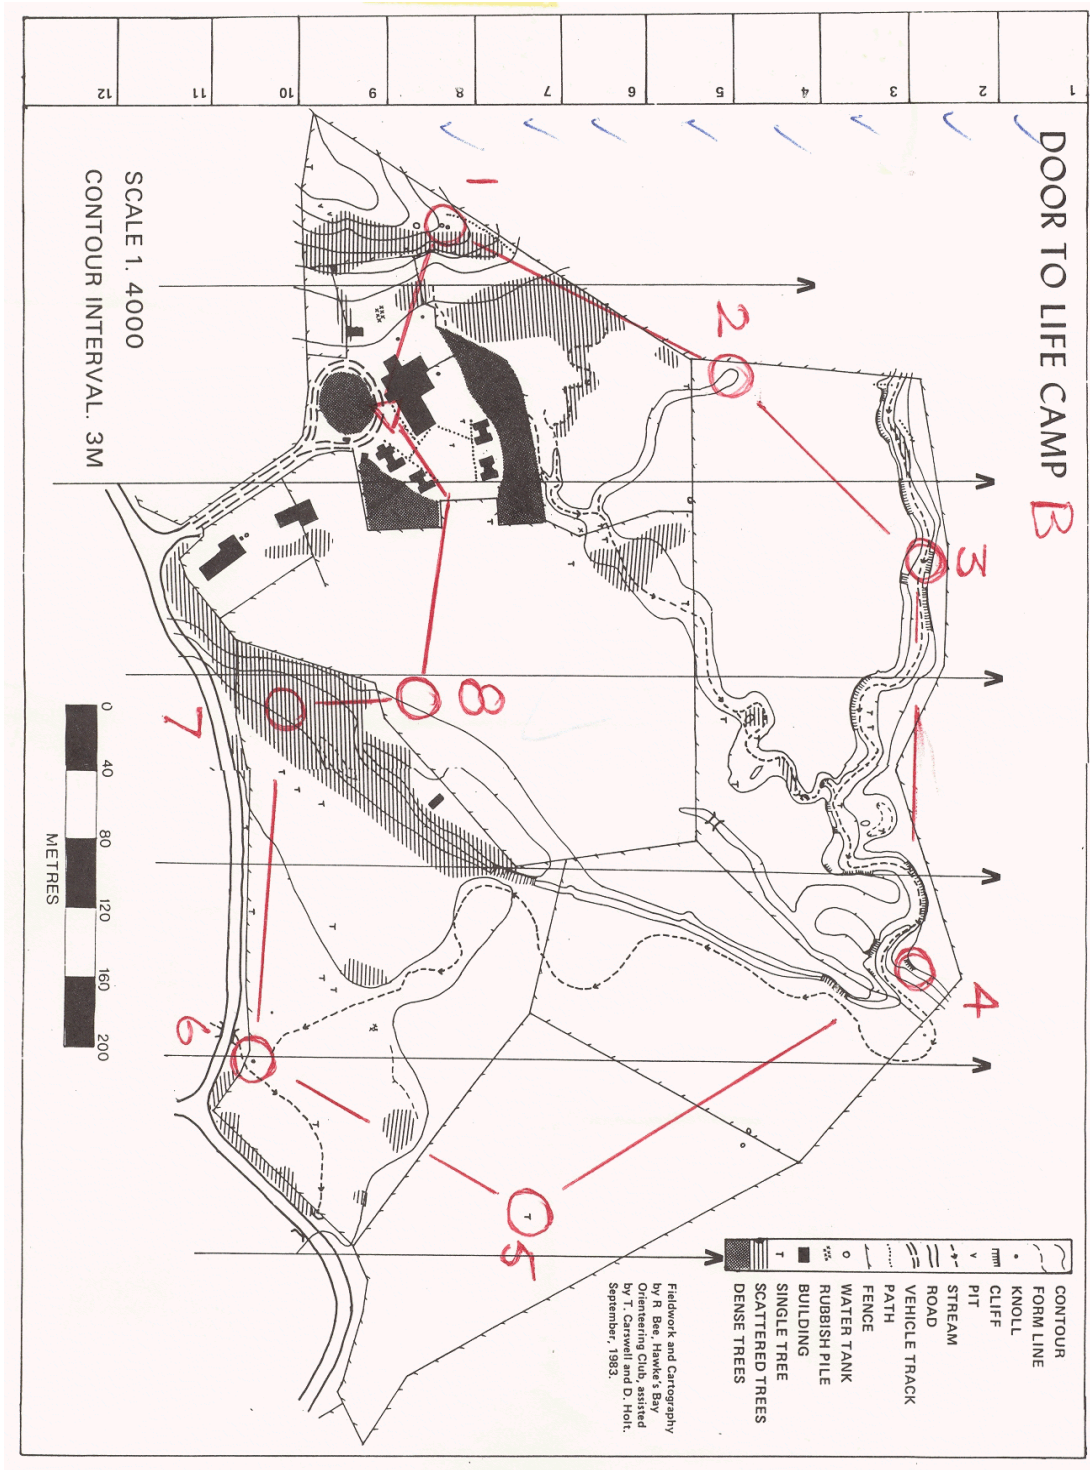 DOOR TO LIFE CAMP B
1
2
3
4
5
6
7
8
9
10
11
12
1
2
3
4
5
6
7
8
SCALE 1. 4000
CONTOUR INTERVAL. 3M
0 40 80 120 160 200
METRES
CONTOUR
FORM LINE
KNOLL
CLIFF
PIT
STREAM
ROAD
VEHICLE TRACK
PATH
FENCE
WATER TANK
RUBBISH PILE
BUILDING
SINGLE TREE
SCATTERED TREES
DENSE TREES
Fieldwork and Cartography
by R Bee, Hawke's Bay
Orienteering Club, assisted
by T. Carswell and D. Holt.
September, 1983.